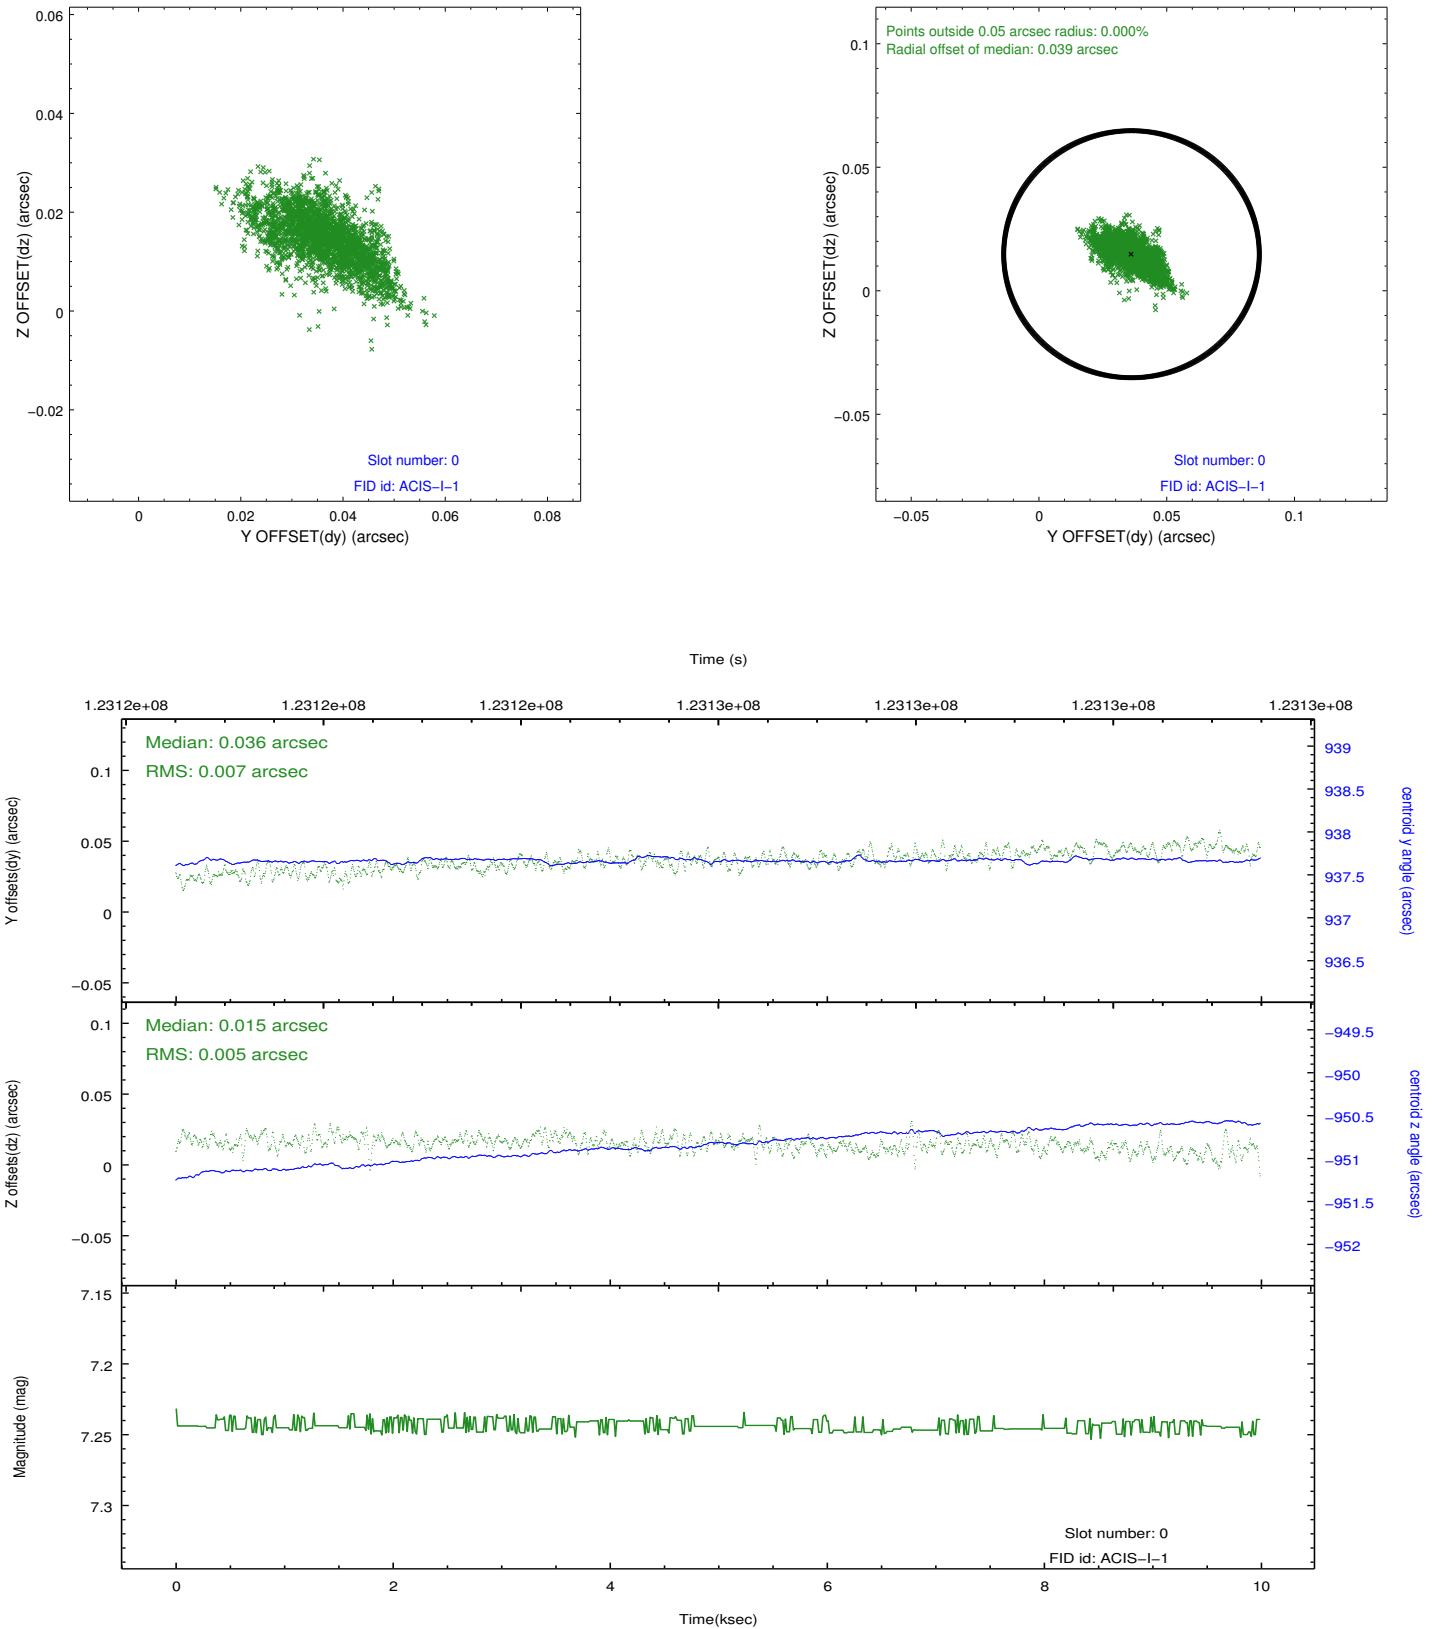 0.06
0.04
0.02
0
−0.02
Z OFFSET(dz) (arcsec)
Slot number: 0
FID id: ACIS−I−1
0 0.02 0.04 0.06 0.08
Y OFFSET(dy) (arcsec)
Points outside 0.05 arcsec radius: 0.000%
Radial offset of median: 0.039 arcsec
0.1
0.05
0
−0.05
Z OFFSET(dz) (arcsec)
Slot number: 0
FID id: ACIS−I−1
−0.05 0 0.05 0.1
Y OFFSET(dy) (arcsec)
Time (s)
1.2312e+08 1.2312e+08 1.2312e+08 1.2313e+08 1.2313e+08 1.2313e+08 1.2313e+08
Median: 0.036 arcsec
RMS: 0.007 arcsec
0.1
0.05
0
−0.05
Y offsets(dy) (arcsec)
939
938.5
938
937.5
937
936.5
centroid y angle (arcsec)
Median: 0.015 arcsec
RMS: 0.005 arcsec
0.1
0.05
0
−0.05
Z offsets(dz) (arcsec)
−949.5
−950
−950.5
−951
−951.5
−952
centroid z angle (arcsec)
7.15
7.2
7.25
7.3
Magnitude (mag)
Slot number: 0
FID id: ACIS−I−1
0 2 4 6 8 10
Time(ksec)